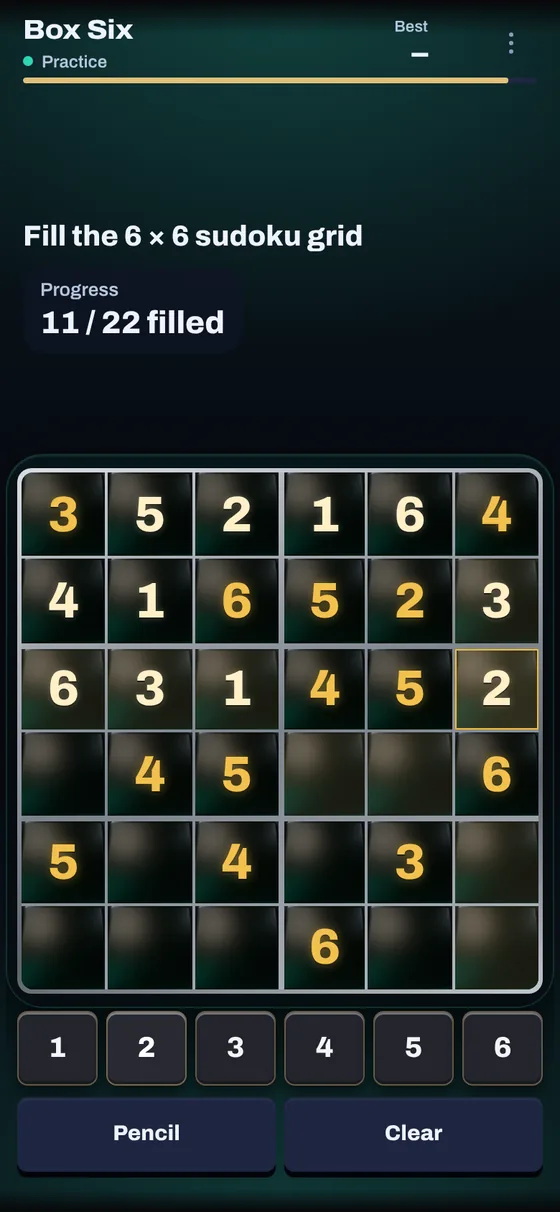 Box Six
Best
Practice
–
Fill the 6 × 6 sudoku grid
Progress
11 / 22 filled
3 5 2 1 6 4
4 1 6 5 2 3
6 3 1 4 5 2
4 5 6
5 4 3
6
1 2 3 4 5 6
Pencil Clear